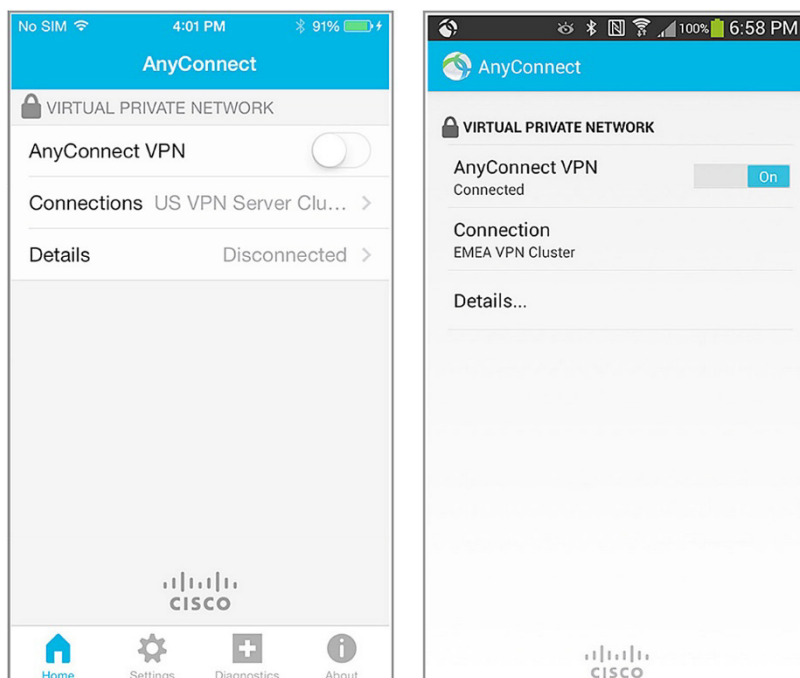 No SIM 4:01 PM 91%
AnyConnect
VIRTUAL PRIVATE NETWORK
AnyConnect VPN
Connections US VPN Server Clu... >
Details Disconnected >
CISCO
Home Settings Diagnostics About
100% 6:58 PM
AnyConnect
VIRTUAL PRIVATE NETWORK
AnyConnect VPN
Connected
On
Connection
EMEA VPN Cluster
Details...
CISCO